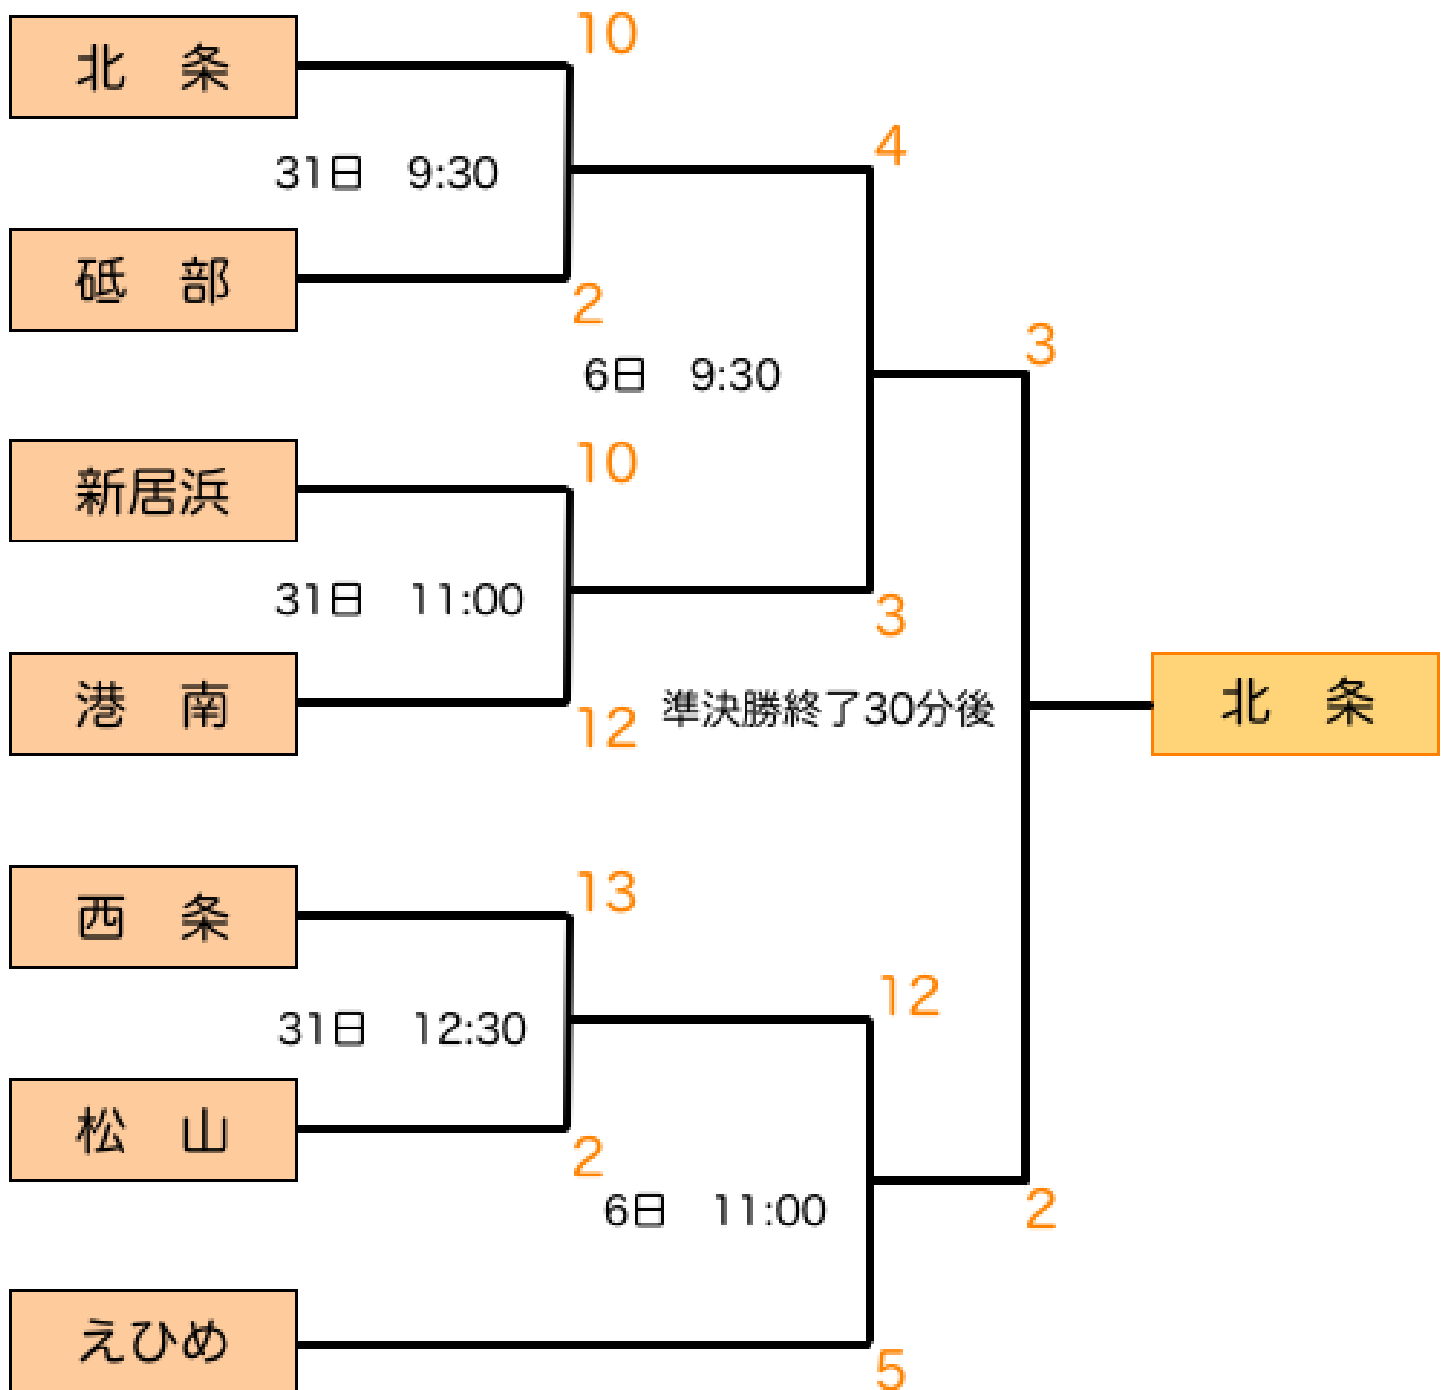 北　条
10
31日　9:30
4
砥　部
2
6日　9:30
3
新居浜
10
31日　11:00
3
港　南
12
準決勝終了30分後
北　条
西　条
13
31日　12:30
12
松　山
2
6日　11:00
2
えひめ
5